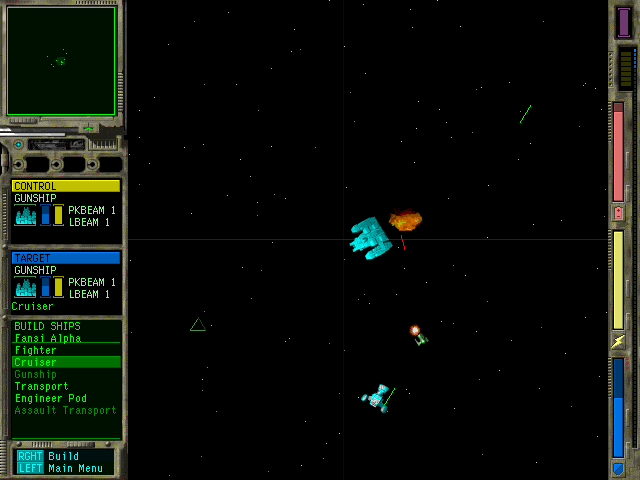 CONTROL
GUNSHIP
PKBEAM 1
LBEAM 1
TARGET
GUNSHIP
PKBEAM 1
LBEAM 1
Cruiser
BUILD SHIPS
Fansi Alpha
Fighter
Cruiser
Gunship
Transport
Engineer Pod
Assault Transport
RGHT Build
LEFT Main Menu